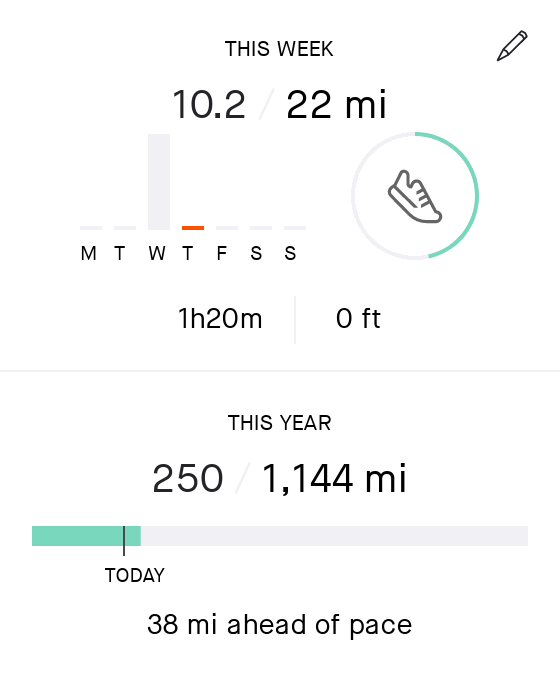 THIS WEEK
10.2 / 22 mi
M T W T F S S
1h20m 0 ft
THIS YEAR
250 / 1,144 mi
TODAY
38 mi ahead of pace